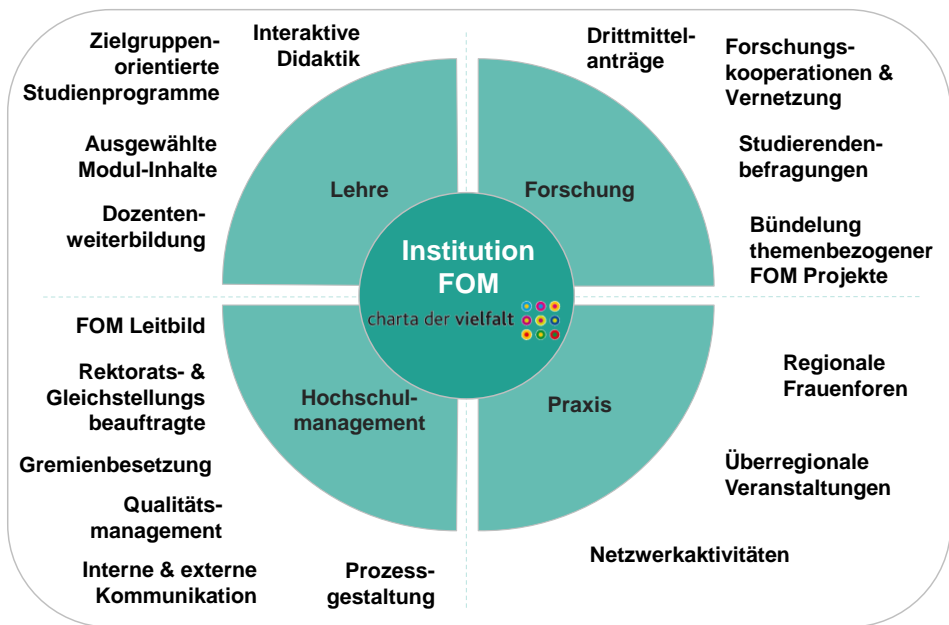 Zielgruppen-
orientierte
Studienprogramme
Interaktive
Didaktik
Ausgewählte
Modul-Inhalte
Dozenten-
weiterbildung
Lehre
Drittmittel-
anträge
Forschungs-
kooperationen &
Vernetzung
Studierenden-
befragungen
Bündelung
themenbezogener
FOM Projekte
Forschung
Institution
FOM
charta der vielfalt
FOM Leitbild
Rektorats- &
Gleichstellungs
beauftragte
Gremienbesetzung
Qualitäts-
management
Interne & externe
Kommunikation
Prozess-
gestaltung
Hochschul-
management
Praxis
Regionale
Frauenforen
Überregionale
Veranstaltungen
Netzwerkaktivitäten